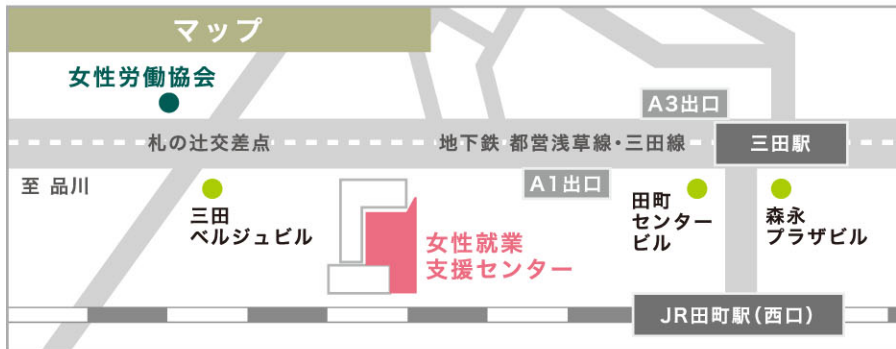 マップ
女性労働協会
A3出口
札の辻交差点
地下鉄 都営浅草線・三田線
三田駅
至 品川
A1出口
三田
ベルジュビル
女性就業
支援センター
田町
センター
ビル
森永
プラザビル
JR田町駅(西口)